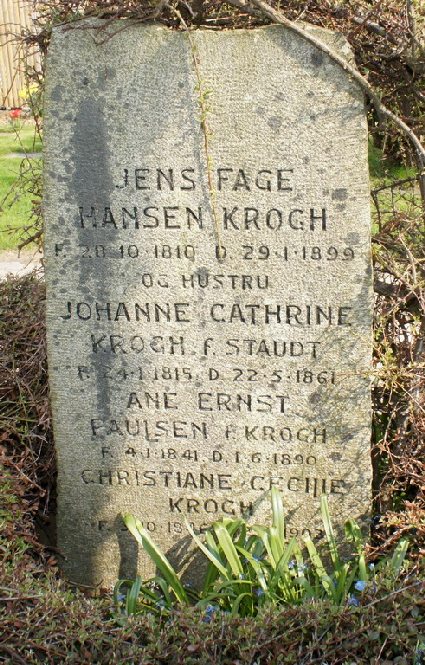 JENS FAGE
HANSEN KROGH
F. 28·10·1810 D. 29·1·1899
OG HUSTRU
JOHANNE CATHRINE
KROGH F. STAUDT
F. 24·1·1815, D. 22·5·1861
ANE ERNST
PAULSEN F. KROGH
F. 4·1·1841, D. 1·6·1890
CHRISTIANE CECILIE
KROGH